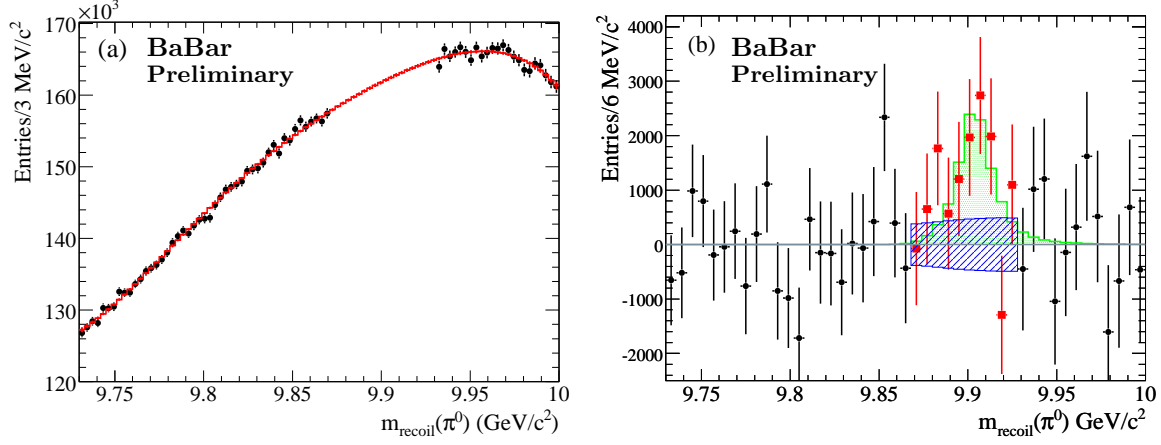 170×10³
(a) BaBar
Preliminary
160
150
140
130
120
Entries/3 MeV/c²
9.75 9.8 9.85 9.9 9.95 10
m_recoil(π⁰) (GeV/c²)
(b) BaBar
Preliminary
4000
3000
2000
1000
0
-1000
-2000
Entries/6 MeV/c²
9.75 9.8 9.85 9.9 9.95 10
m_recoil(π⁰) GeV/c²